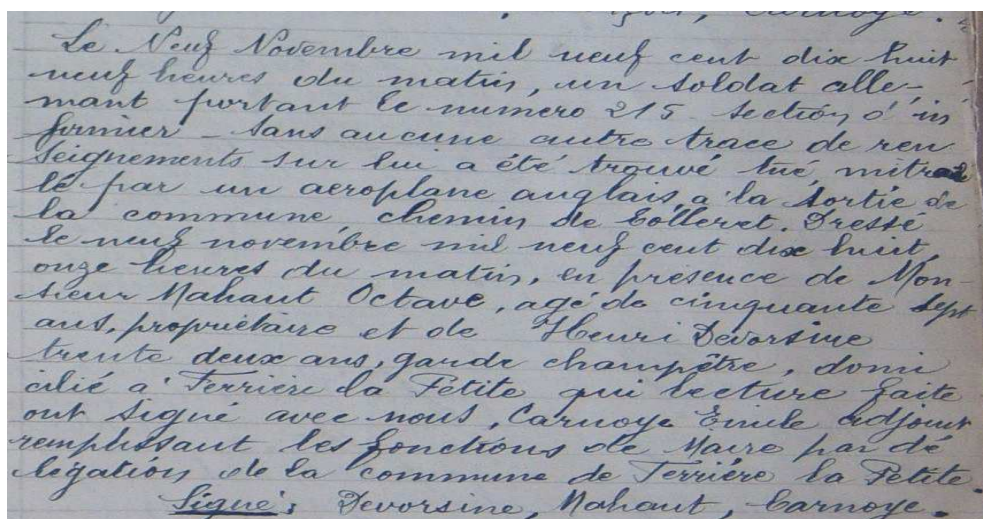 Carnoye.
Le Neuf Novembre mil neuf cent dix huit
neuf heures du matin, un soldat alle-
mant portant le numero 215 section d'in
firmier - sans aucune autre trace de ren
seignements sur lui a été trouvé tué, mitrail
lé par un aeroplane anglais, à la sortie de
la commune chemin de Colleret. Dressé
le neuf novembre mil neuf cent dix huit,
onze heures du matin, en présence de Mon-
sieur Mahaut Octave, agé de cinquante sept
ans, propriétaire et de Henri Devorsine
trente deux ans, garde champêtre, domi
cilié à Ferrière la Petite qui lecture faite
ont signé avec nous, Carnoye Emile adjoint
remplissant les fonctions de Maire par dé
légation de la commune de Ferrière la Petite.
Signé: Devorsine, Mahaut, Carnoye.